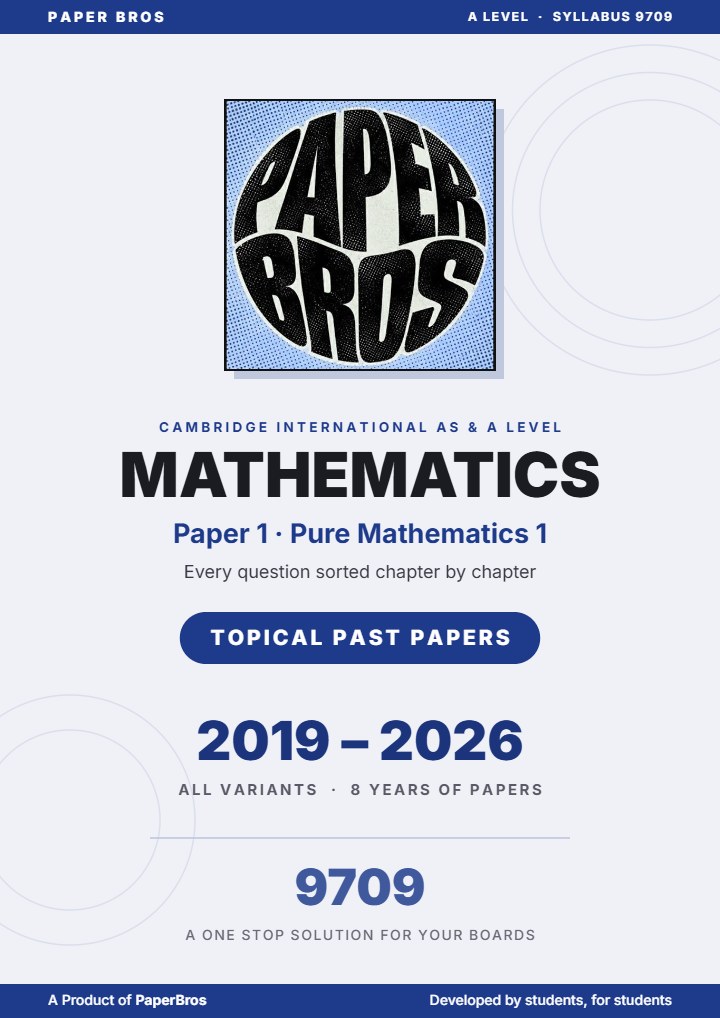 PAPER BROS
A LEVEL · SYLLABUS 9709
PAPER
BROS
CAMBRIDGE INTERNATIONAL AS & A LEVEL
MATHEMATICS
Paper 1 · Pure Mathematics 1
Every question sorted chapter by chapter
TOPICAL PAST PAPERS
2019 – 2026
ALL VARIANTS · 8 YEARS OF PAPERS
9709
A ONE STOP SOLUTION FOR YOUR BOARDS
A Product of PaperBros
Developed by students, for students